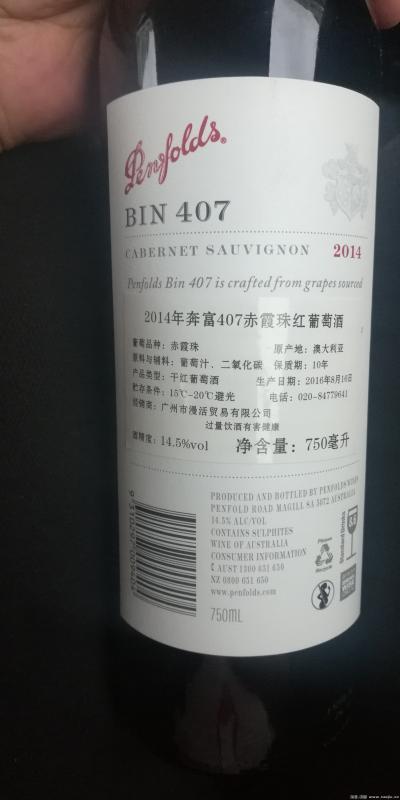 Penfolds.
BIN 407
CABERNET SAUVIGNON 2014
Penfolds Bin 407 is crafted from grapes sourced
2014年奔富407赤霞珠红葡萄酒
葡萄品种：赤霞珠 原产地：澳大利亚
原料与辅料：葡萄汁、二氧化碳 保质期：10年
产品类型：干红葡萄酒 生产日期：2016年8月16日
贮存条件：15℃-20℃避光 电话：020-84779641
经销商：广州市漫活贸易有限公司
过量饮酒有害健康
酒精度：14.5%vol 净含量：750毫升
PRODUCED AND BOTTLED BY PENFOLDS WINES
PENFOLD ROAD MAGILL SA 5072 AUSTRALIA
14.5% ALC/VOL
CONTAINS SULPHITES
WINE OF AUSTRALIA
CONSUMER INFORMATION
AUST 1300 651 650
NZ 0800 651 650
www.penfolds.com
750ML
Please
Recycle
Standard Drinks
8.6